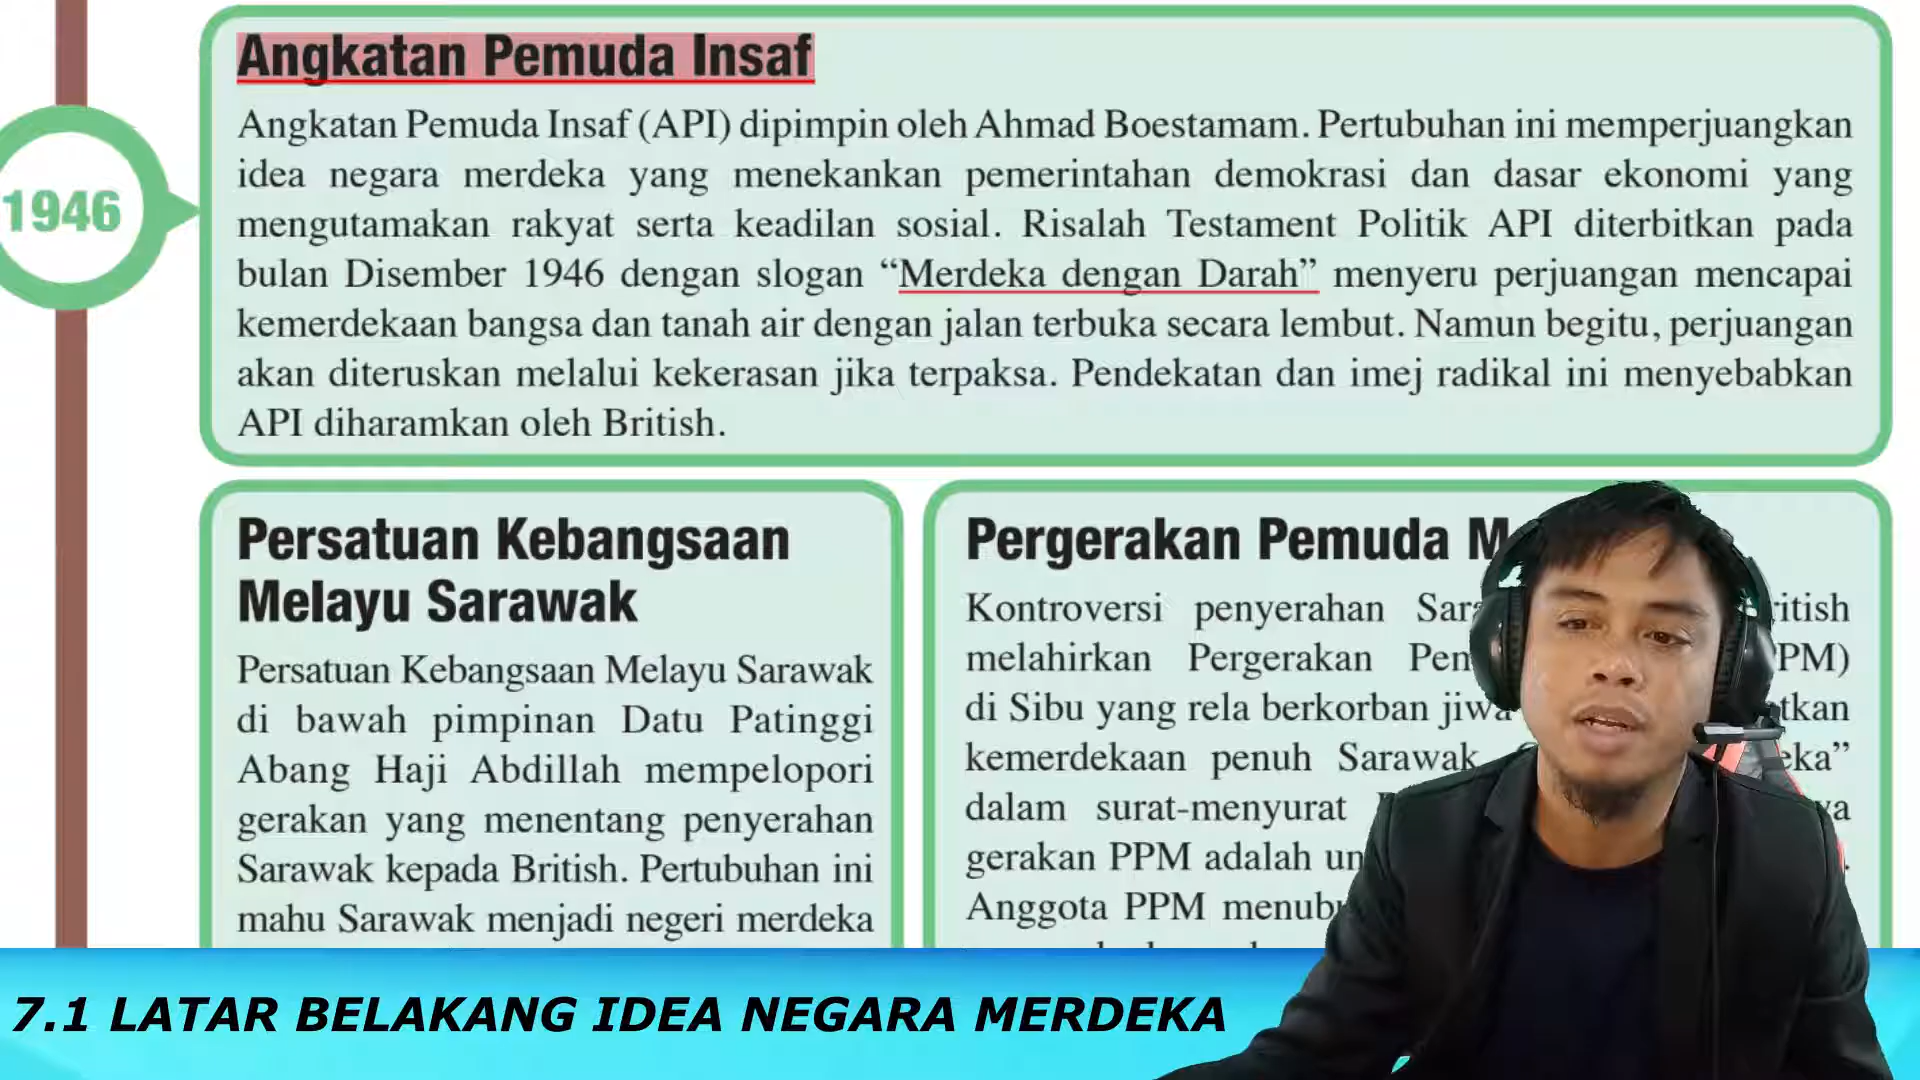 Angkatan Pemuda Insaf
Angkatan Pemuda Insaf (API) dipimpin oleh Ahmad Boestamam. Pertubuhan ini memperjuangkan
idea negara merdeka yang menekankan pemerintahan demokrasi dan dasar ekonomi yang
mengutamakan rakyat serta keadilan sosial. Risalah Testament Politik API diterbitkan pada
bulan Disember 1946 dengan slogan “Merdeka dengan Darah” menyeru perjuangan mencapai
kemerdekaan bangsa dan tanah air dengan jalan terbuka secara lembut. Namun begitu, perjuangan
akan diteruskan melalui kekerasan jika terpaksa. Pendekatan dan imej radikal ini menyebabkan
API diharamkan oleh British.
1946
Persatuan Kebangsaan
Melayu Sarawak
Persatuan Kebangsaan Melayu Sarawak
di bawah pimpinan Datu Patinggi
Abang Haji Abdillah mempelopori
gerakan yang menentang penyerahan
Sarawak kepada British. Pertubuhan ini
mahu Sarawak menjadi negeri merdeka
Pergerakan Pemuda
Kontroversi penyerahan
melahirkan Pergerakan
di Sibu yang rela berkorban
kemerdekaan penuh Sarawak
dalam surat-menyurat
gerakan PPM adalah
Anggota PPM
7.1 LATAR BELAKANG IDEA NEGARA MERDEKA